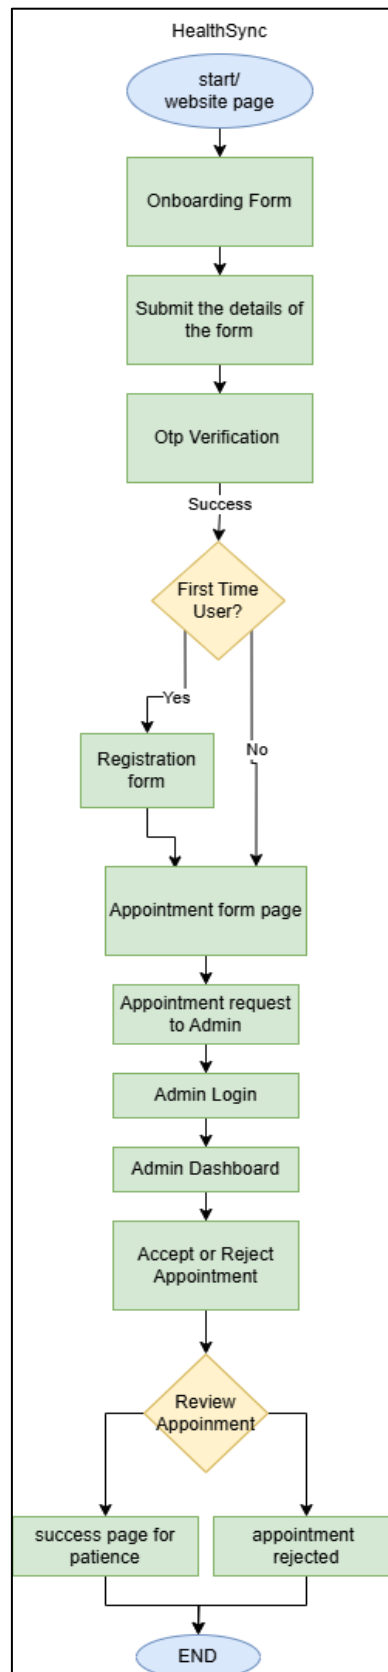 HealthSync
start/
website page
Onboarding Form
Submit the details of
the form
Otp Verification
Success
First Time
User?
Yes
No
Registration
form
Appointment form page
Appointment request
to Admin
Admin Login
Admin Dashboard
Accept or Reject
Appointment
Review
Appoinment
success page for
patience
appointment
rejected
END